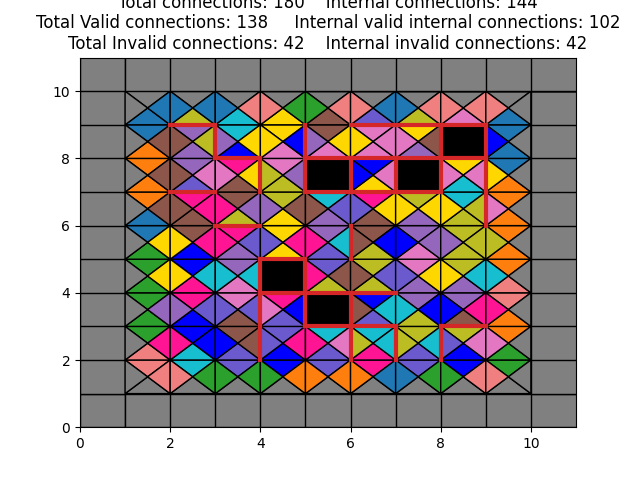 Total connections: 180 Internal connections: 144
Total Valid connections: 138 Internal valid internal connections: 102
Total Invalid connections: 42 Internal invalid connections: 42
10
8
6
4
2
0
0 2 4 6 8 10